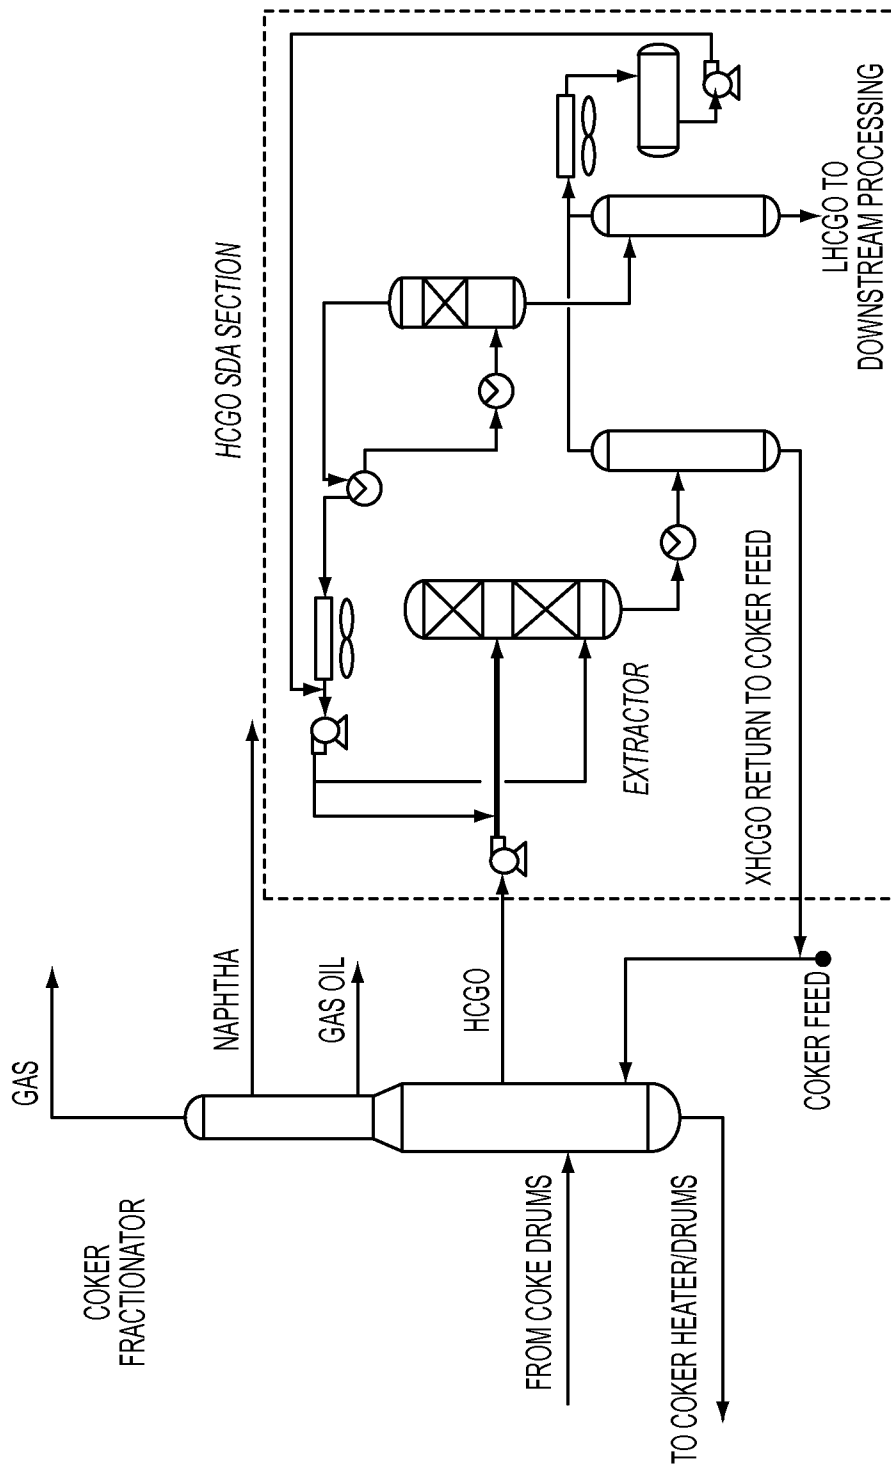 COKER
FRACTIONATOR
GAS
NAPHTHA
GAS OIL
HCGO
FROM COKE DRUMS
TO COKER HEATER/DRUMS
COKER FEED
HCGO SDA SECTION
EXTRACTOR
XHCGO RETURN TO COKER FEED
LHCGO TO
DOWNSTREAM PROCESSING